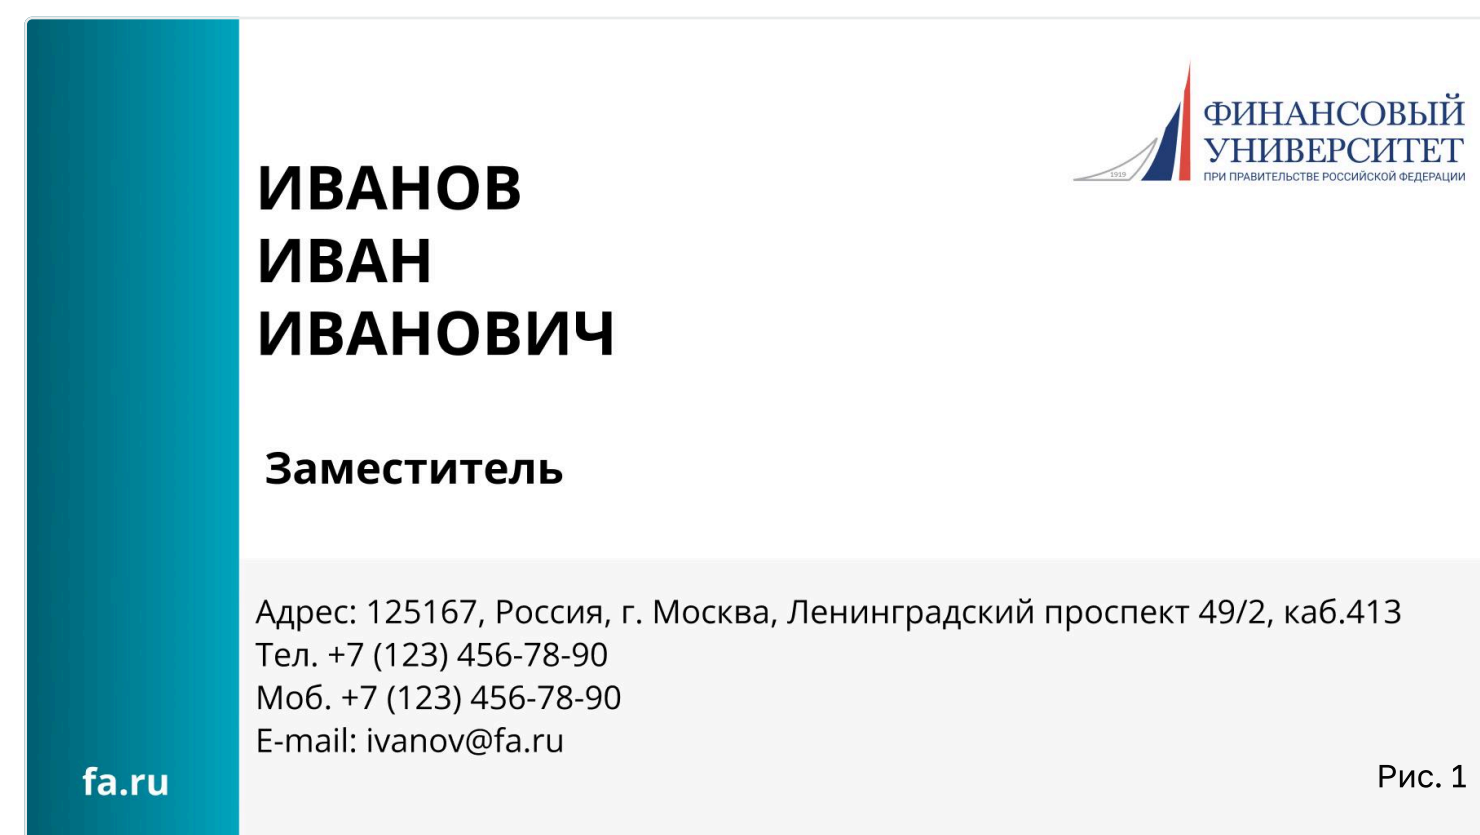 1919
ФИНАНСОВЫЙ
УНИВЕРСИТЕТ
ПРИ ПРАВИТЕЛЬСТВЕ РОССИЙСКОЙ ФЕДЕРАЦИИ
ИВАНОВ
ИВАН
ИВАНОВИЧ
Заместитель
Адрес: 125167, Россия, г. Москва, Ленинградский проспект 49/2, каб.413
Тел. +7 (123) 456-78-90
Моб. +7 (123) 456-78-90
E-mail: ivanov@fa.ru
fa.ru
Рис. 1